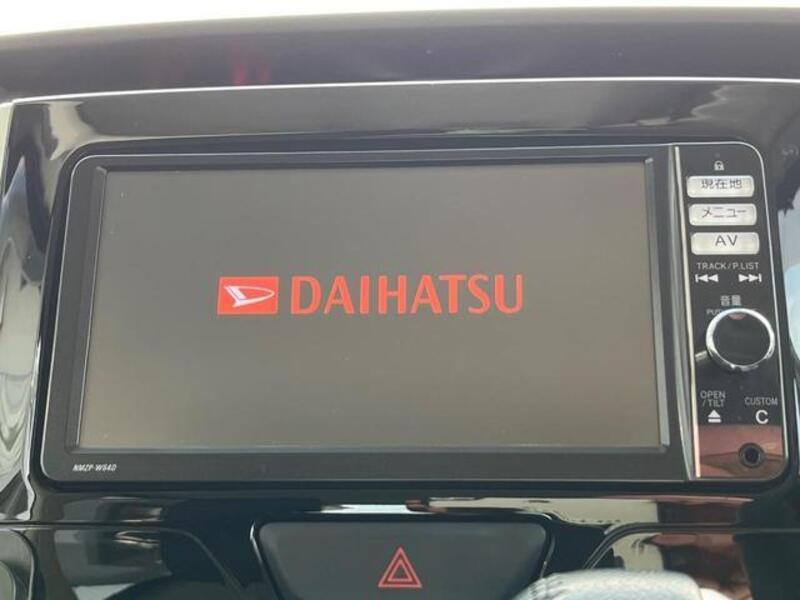 現在地
メニュー
AV
TRACK/P.LIST
音量
DAIHATSU
OPEN
/TILT
CUSTOM
C
NMZP-W64D